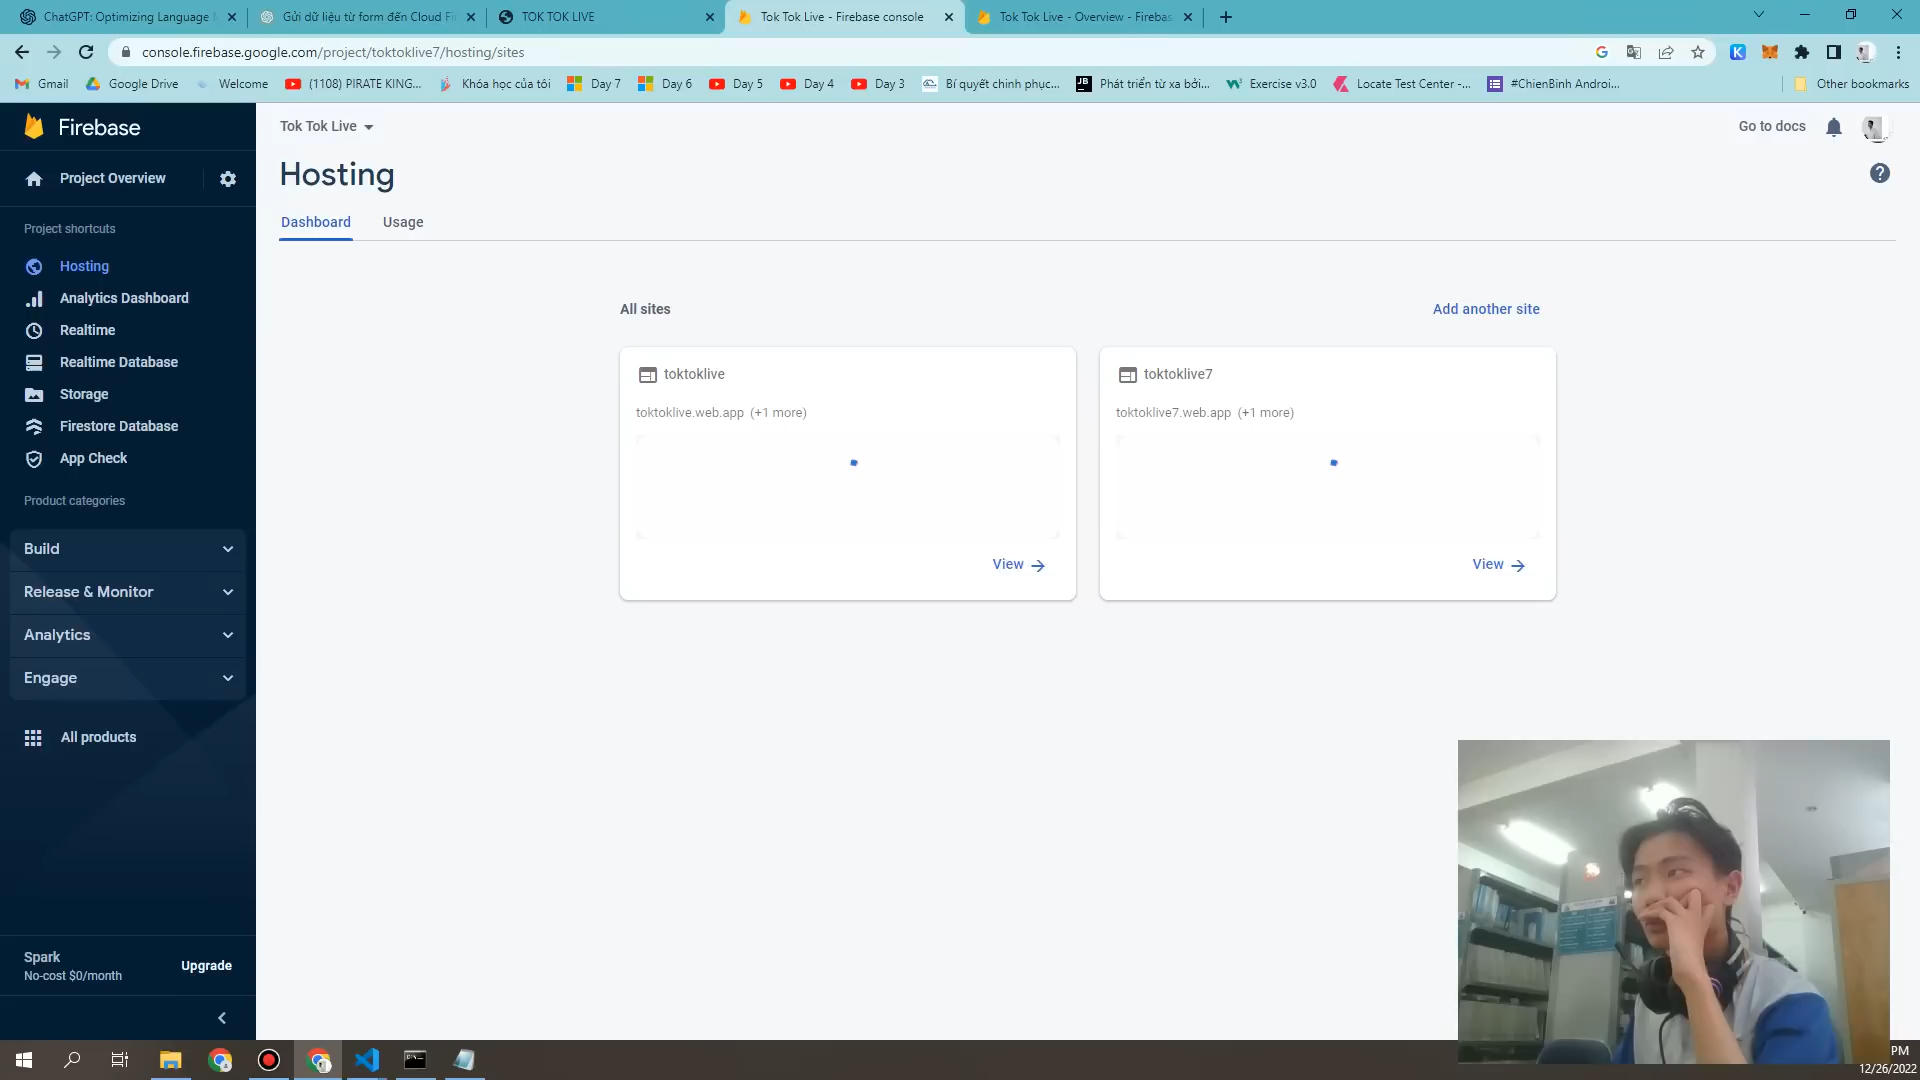 ChatGPT: Optimizing Language
Gửi dữ liệu từ form đến Cloud Fi
TOK TOK LIVE
Tok Tok Live - Firebase console
Tok Tok Live - Overview - Firebas
console.firebase.google.com/project/toktoklive7/hosting/sites
Gmail
Google Drive
Welcome
(1108) PIRATE KING...
Khóa học của tôi
Day 7
Day 6
Day 5
Day 4
Day 3
Bí quyết chinh phục...
Phát triển từ xa bởi...
Exercise v3.0
Locate Test Center -...
#ChienBinh Androi...
Other bookmarks
Firebase
Project Overview
Project shortcuts
Hosting
Analytics Dashboard
Realtime
Realtime Database
Storage
Firestore Database
App Check
Product categories
Build
Release & Monitor
Analytics
Engage
All products
Spark
No-cost $0/month
Upgrade
Tok Tok Live
Go to docs
Hosting
Dashboard
Usage
All sites
Add another site
toktoklive
toktoklive.web.app (+1 more)
View
toktoklive7
toktoklive7.web.app (+1 more)
View
PM
12/26/2022